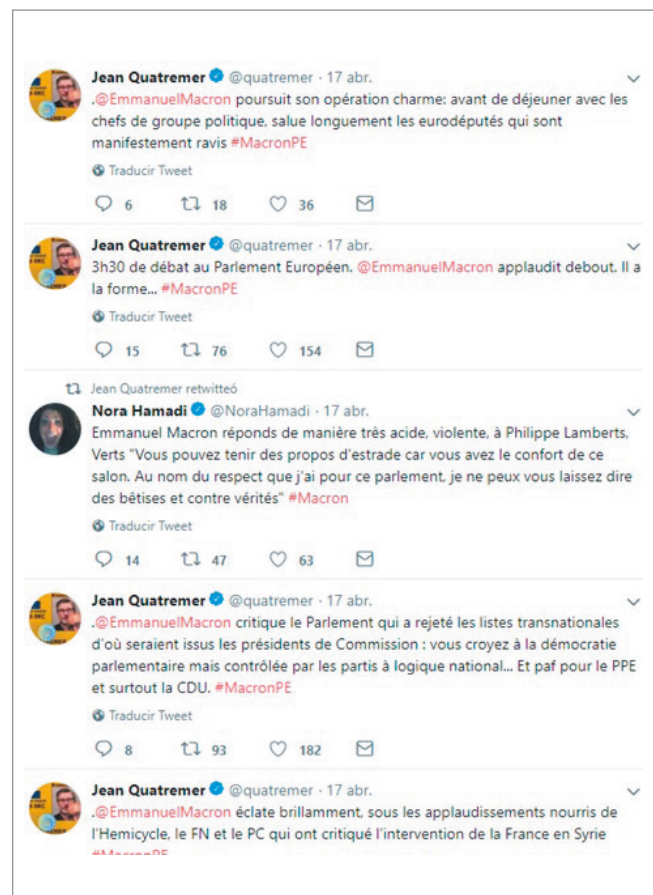 Jean Quatremer @quatremer · 17 abr.
.@EmmanuelMacron poursuit son opération charme: avant de déjeuner avec les
chefs de groupe politique, salue longuement les eurodéputés qui sont
manifestement ravis #MacronPE
Traducir Tweet
6 18 36
Jean Quatremer @quatremer · 17 abr.
3h30 de débat au Parlement Européen. @EmmanuelMacron applaudit debout. Il a
la forme... #MacronPE
Traducir Tweet
15 76 154
Jean Quatremer retwitteó
Nora Hamadi @NoraHamadi · 17 abr.
Emmanuel Macron réponds de manière très acide, violente, à Philippe Lamberts,
Verts "Vous pouvez tenir des propos d'estrade car vous avez le confort de ce
salon. Au nom du respect que j'ai pour ce parlement, je ne peux vous laissez dire
des bêtises et contre vérités" #Macron
Traducir Tweet
14 47 63
Jean Quatremer @quatremer · 17 abr.
.@EmmanuelMacron critique le Parlement qui a rejeté les listes transnationales
d'où seraient issus les présidents de Commission : vous croyez à la démocratie
parlementaire mais contrôlée par les partis à logique national... Et paf pour le PPE
et surtout la CDU. #MacronPE
Traducir Tweet
8 93 182
Jean Quatremer @quatremer · 17 abr.
.@EmmanuelMacron éclate brillamment, sous les applaudissements nourris de
l'Hemicycle, le FN et le PC qui ont critiqué l'intervention de la France en Syrie
#MacronPE